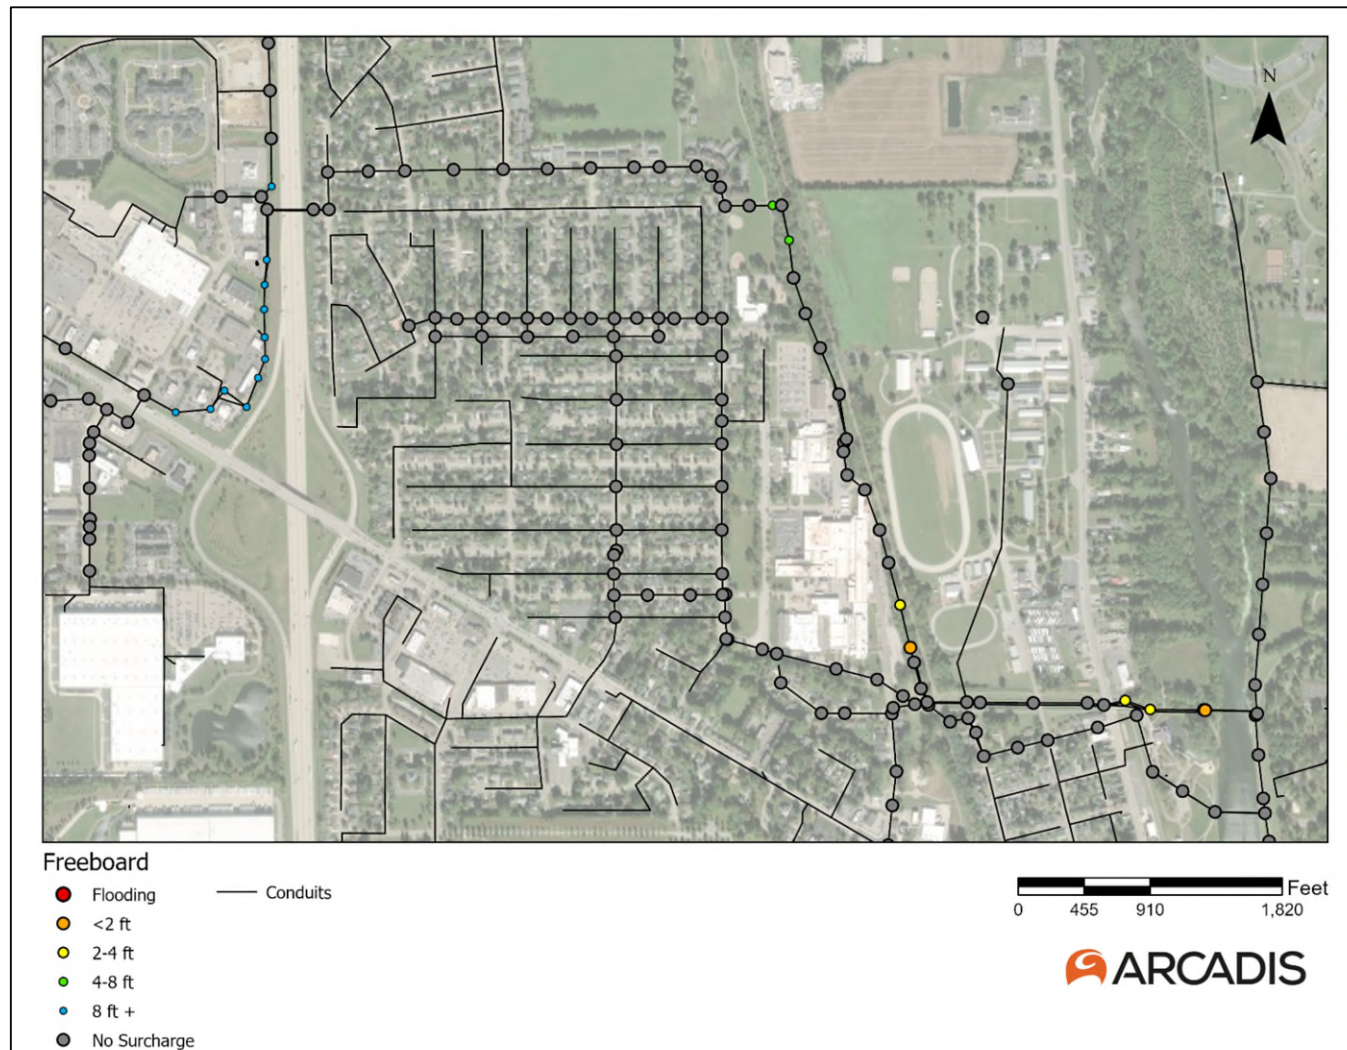 N
Freeboard
Flooding
Conduits
<2 ft
2-4 ft
4-8 ft
8 ft +
No Surcharge
Feet
0 455 910 1,820
ARCADIS